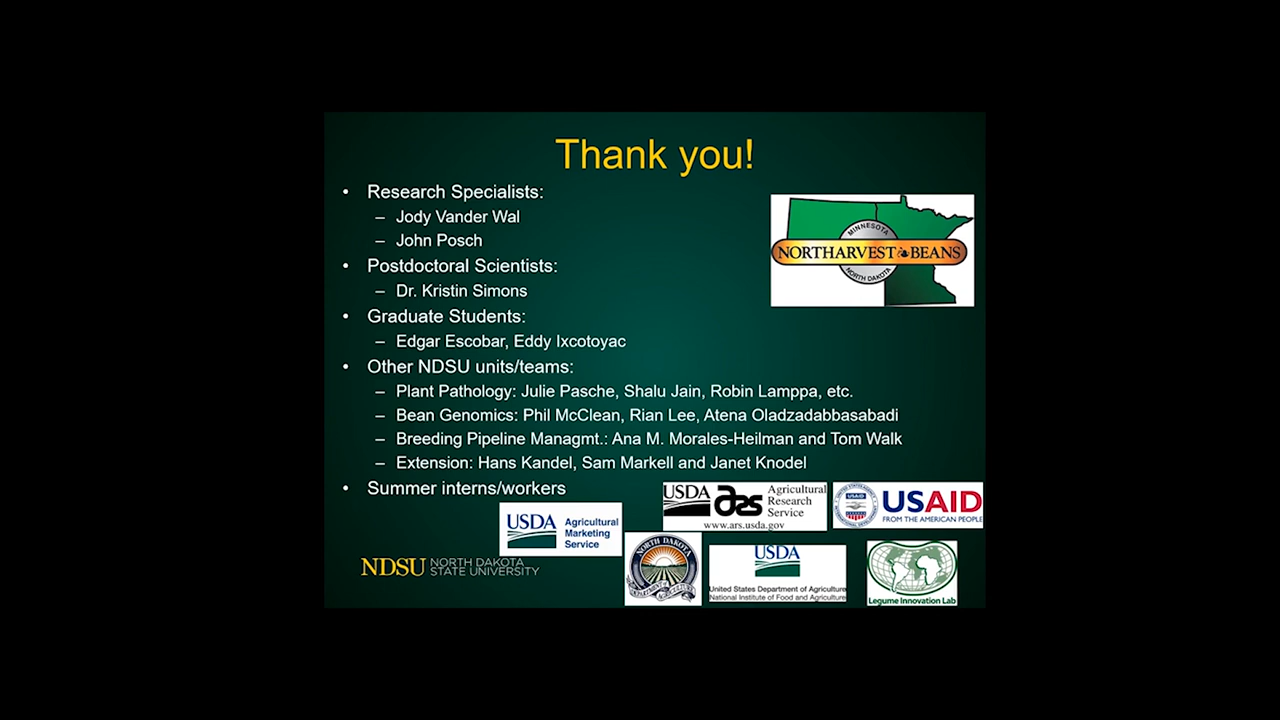 Thank you!
• Research Specialists:
– Jody Vander Wal
– John Posch
• Postdoctoral Scientists:
– Dr. Kristin Simons
• Graduate Students:
– Edgar Escobar, Eddy Ixcotoyac
• Other NDSU units/teams:
– Plant Pathology: Julie Pasche, Shalu Jain, Robin Lamppa, etc.
– Bean Genomics: Phil McClean, Rian Lee, Atena Oladzadabbasabadi
– Breeding Pipeline Managmt.: Ana M. Morales-Heilman and Tom Walk
– Extension: Hans Kandel, Sam Markell and Janet Knodel
• Summer interns/workers
MINNESOTA
NORTHARVEST BEANS
NORTH DAKOTA
USDA ars Agricultural
Research
Service
www.ars.usda.gov
USAID
USAID
FROM THE AMERICAN PEOPLE
USDA Agricultural
Marketing
Service
NDSU NORTH DAKOTA
STATE UNIVERSITY
NORTH DAKOTA
DEPARTMENT of AGRICULTURE
USDA
United States Department of Agriculture
National Institute of Food and Agriculture
Legume Innovation Lab